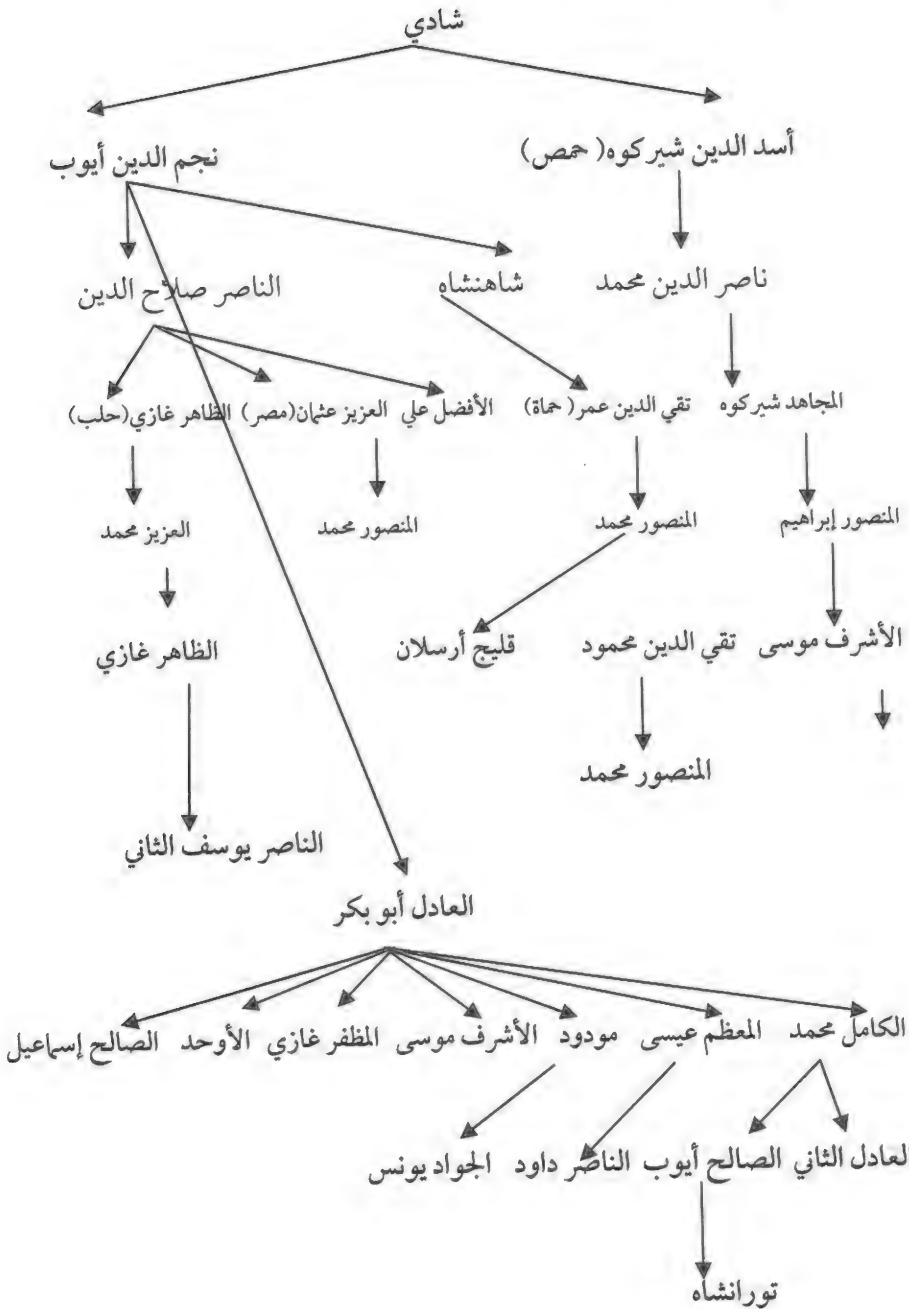 شادي
أسد الدين شيركوه( حمص) نجم الدين أيوب
ناصر الدين محمد شاهنشاه الناصر صلاح الدين
المجاهد شيركوه تقي الدين عمر( حماة) الأفضل علي العزيز عثمان(مصر) الظاهر غازي(حلب)
المنصور إبراهيم المنصور محمد المنصور محمد العزيز محمد
الأشرف موسى تقي الدين محمود قليج أرسلان الظاهر غازي
المنصور محمد
الناصر يوسف الثاني
العادل أبو بكر
الكامل محمد المعظم عيسى مودود الأشرف موسى المظفر غازي الأوحد الصالح إسماعيل
العادل الثاني الصالح أيوب الناصر داود الجواد يونس
تورانشاه